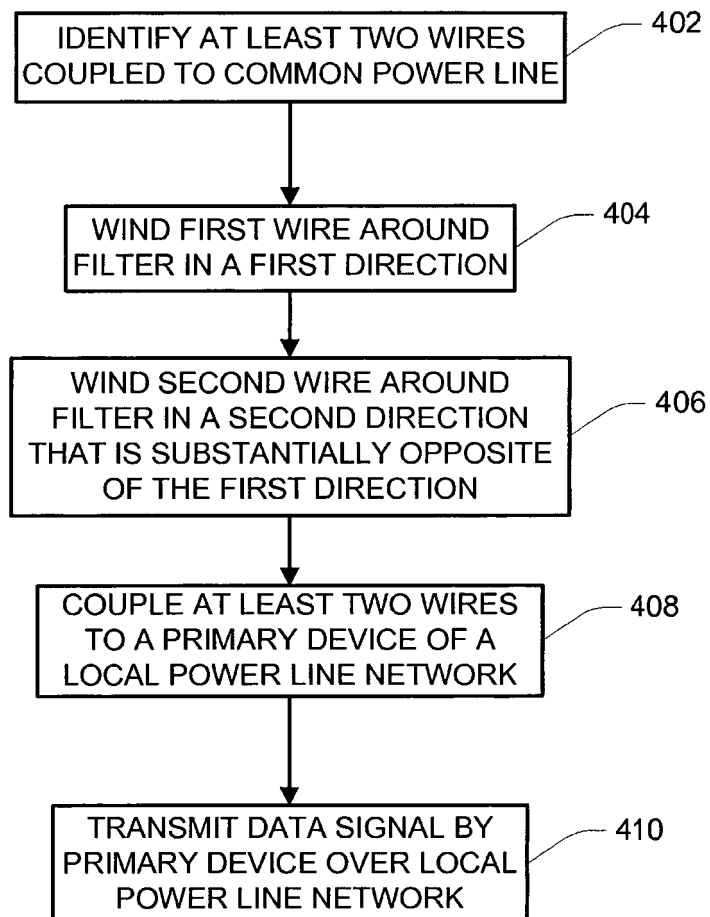 IDENTIFY AT LEAST TWO WIRES
COUPLED TO COMMON POWER LINE
402
WIND FIRST WIRE AROUND
FILTER IN A FIRST DIRECTION
404
WIND SECOND WIRE AROUND
FILTER IN A SECOND DIRECTION
THAT IS SUBSTANTIALLY OPPOSITE
OF THE FIRST DIRECTION
406
COUPLE AT LEAST TWO WIRES
TO A PRIMARY DEVICE OF A
LOCAL POWER LINE NETWORK
408
TRANSMIT DATA SIGNAL BY
PRIMARY DEVICE OVER LOCAL
POWER LINE NETWORK
410